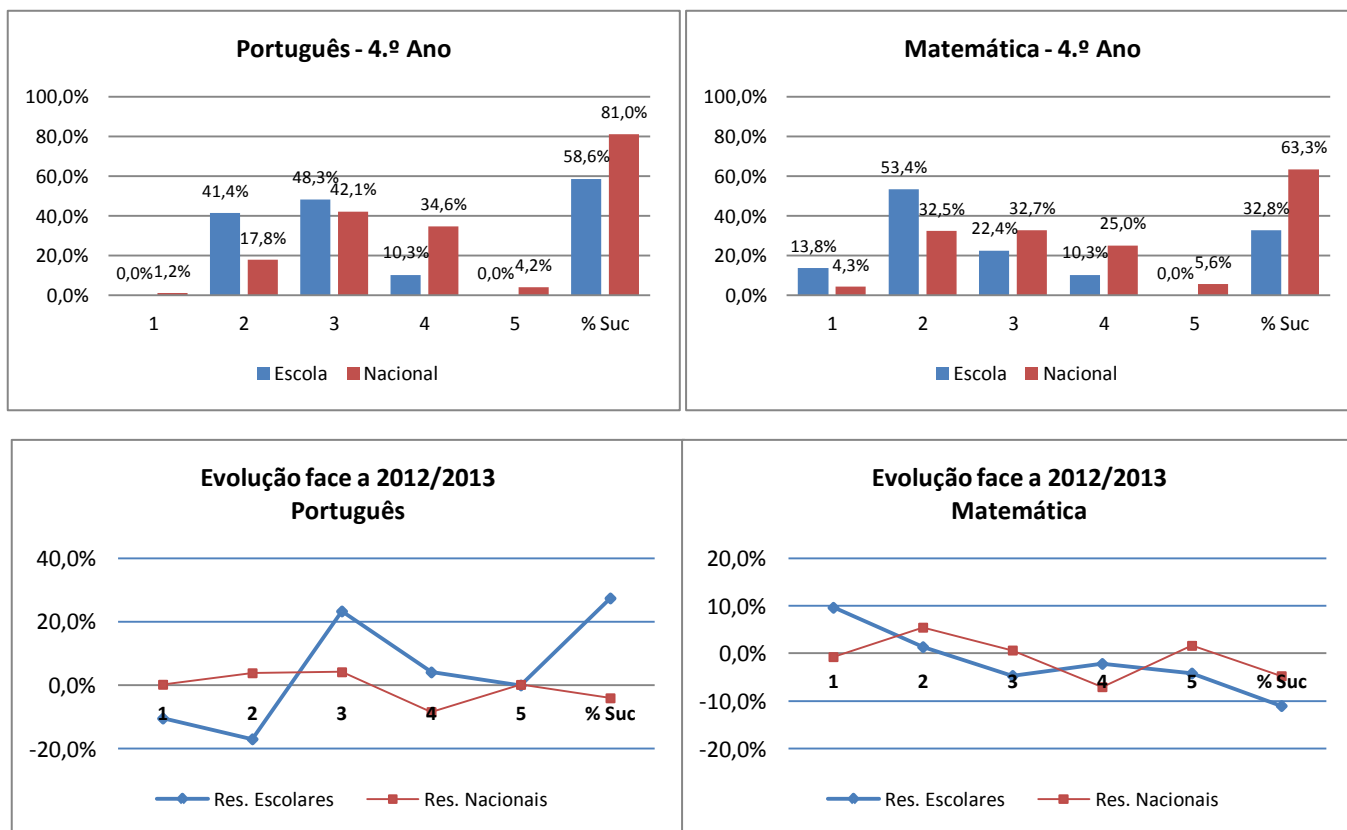 Português - 4.º Ano
100,0%
80,0%
60,0%
40,0%
20,0%
0,0%
0,0% 1,2% 41,4% 17,8% 48,3% 42,1% 10,3% 34,6% 0,0% 4,2% 58,6% 81,0%
1 2 3 4 5 % Suc
Escola Nacional
Matemática - 4.º Ano
100,0%
80,0%
60,0%
40,0%
20,0%
0,0%
13,8% 4,3% 53,4% 32,5% 22,4% 32,7% 10,3% 25,0% 0,0% 5,6% 32,8% 63,3%
1 2 3 4 5 % Suc
Escola Nacional
Evolução face a 2012/2013
Português
40,0%
20,0%
0,0%
-20,0%
1 2 3 4 5 % Suc
Res. Escolares Res. Nacionais
Evolução face a 2012/2013
Matemática
20,0%
10,0%
0,0%
-10,0%
-20,0%
1 2 3 4 5 % Suc
Res. Escolares Res. Nacionais